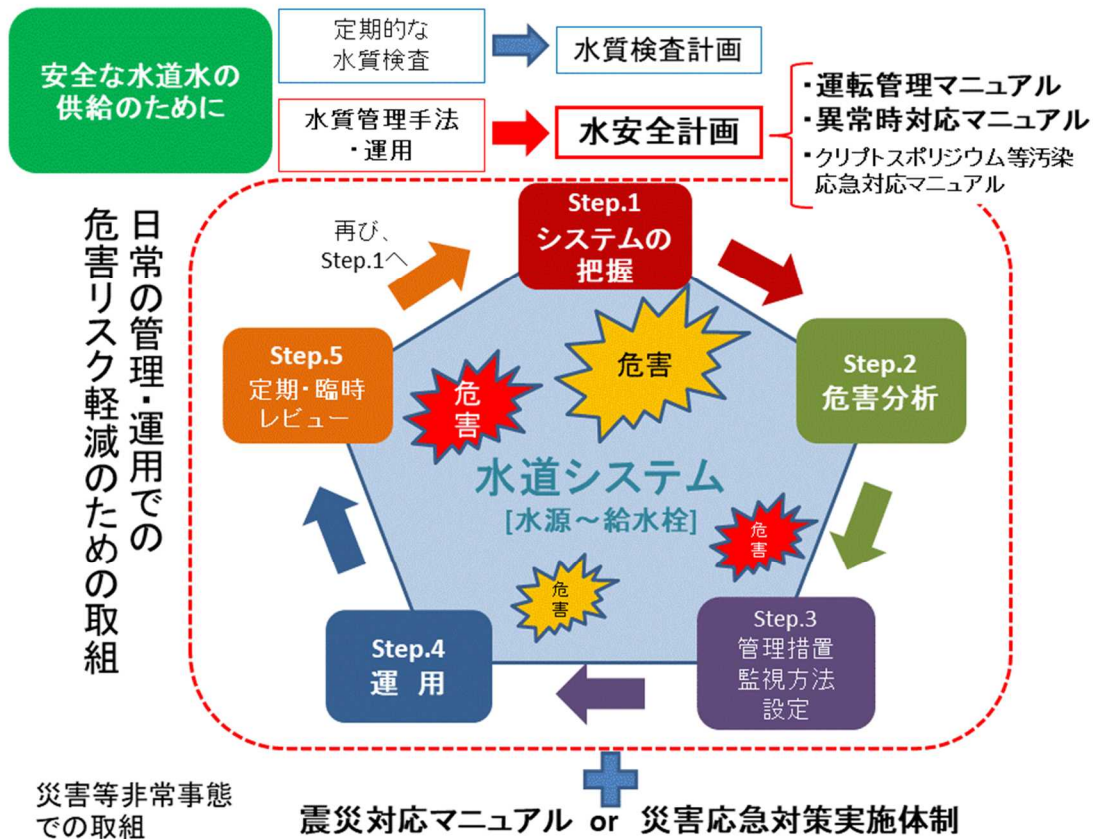 安全な水道水の
供給のために
定期的な
水質検査
水質検査計画
水質管理手法
・運用
水安全計画
・運転管理マニュアル
・異常時対応マニュアル
・クリプトスポリジウム等汚染
応急対応マニュアル
日常の管理・運用での
危害リスク軽減のための取組
再び、
Step.1へ
Step.1
システムの
把握
Step.2
危害分析
Step.3
管理措置
監視方法
設定
Step.4
運 用
Step.5
定期・臨時
レビュー
危害
危
害
水道システム
[水源～給水栓]
危
害
危
害
災害等非常事態
での取組
震災対応マニュアル or 災害応急対策実施体制